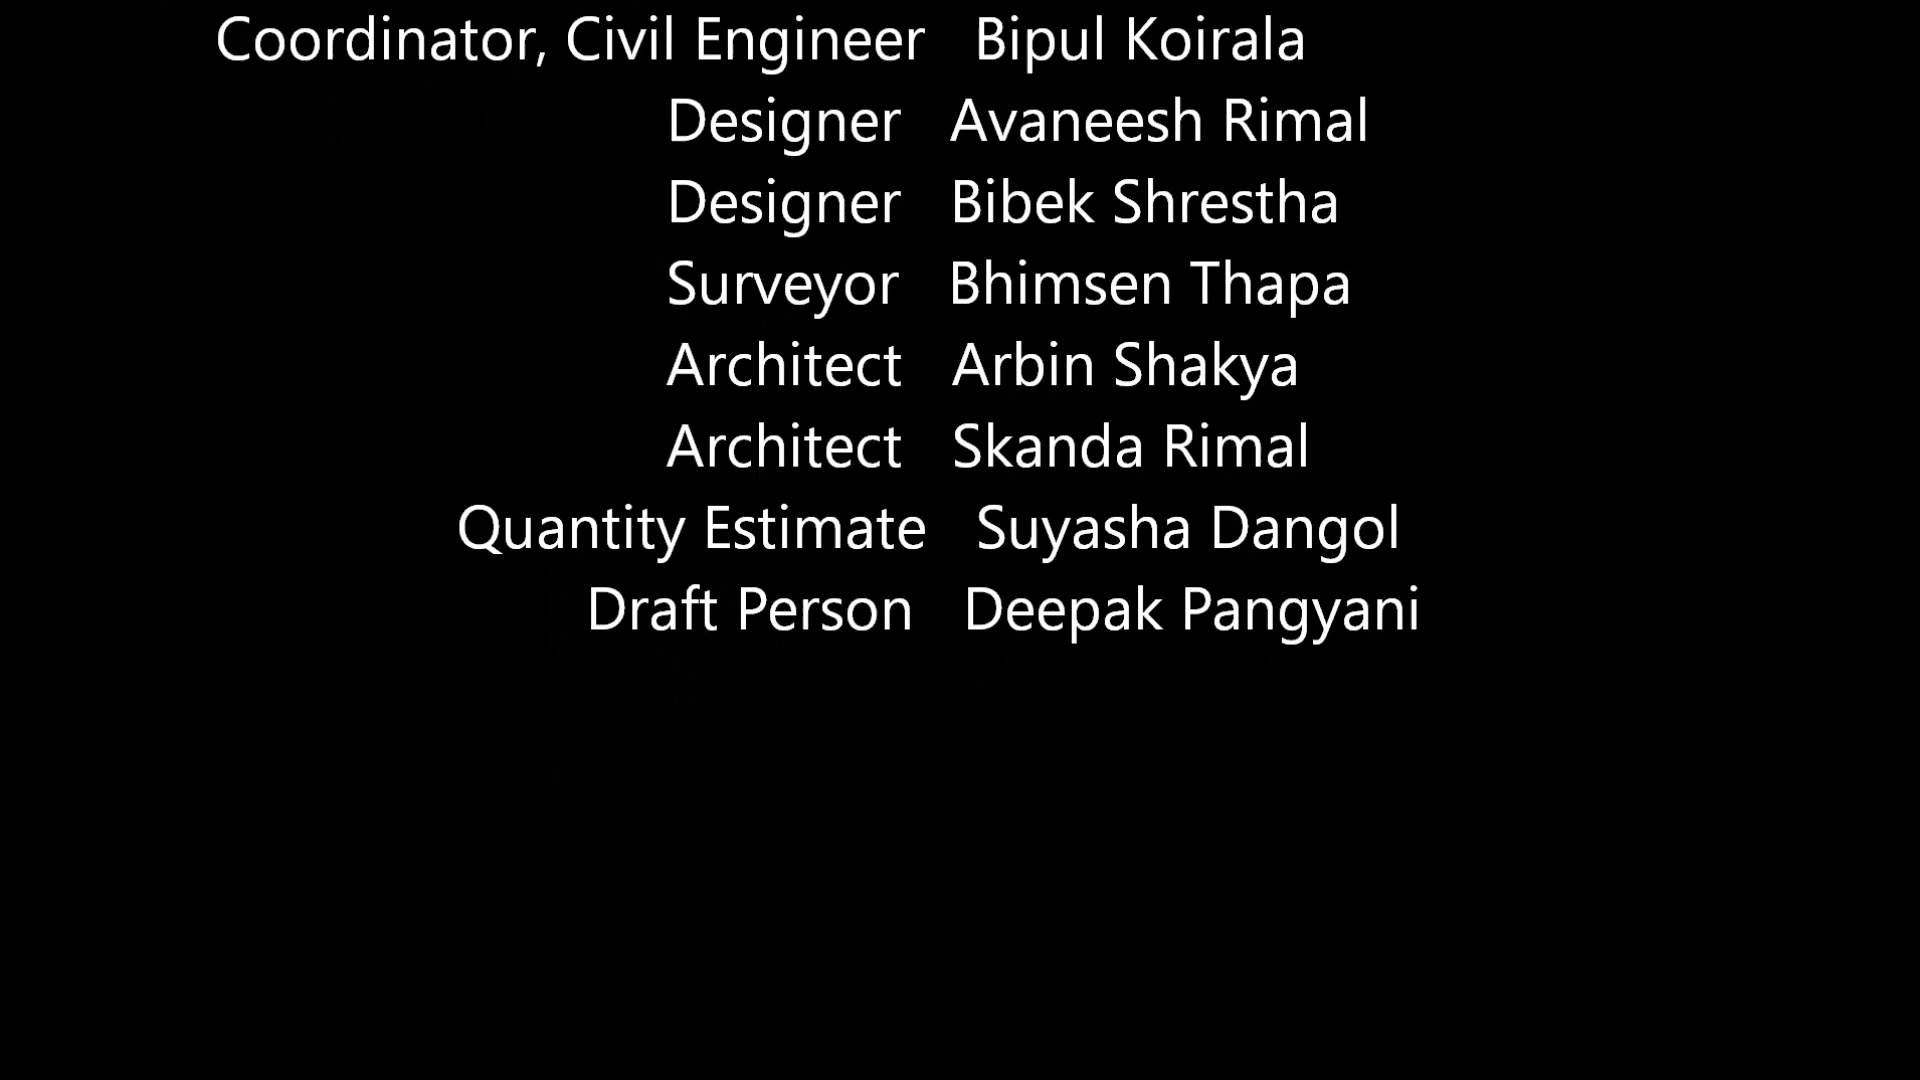 Coordinator, Civil Engineer Bipul Koirala
Designer Avaneesh Rimal
Designer Bibek Shrestha
Surveyor Bhimsen Thapa
Architect Arbin Shakya
Architect Skanda Rimal
Quantity Estimate Suyasha Dangol
Draft Person Deepak Pangyani